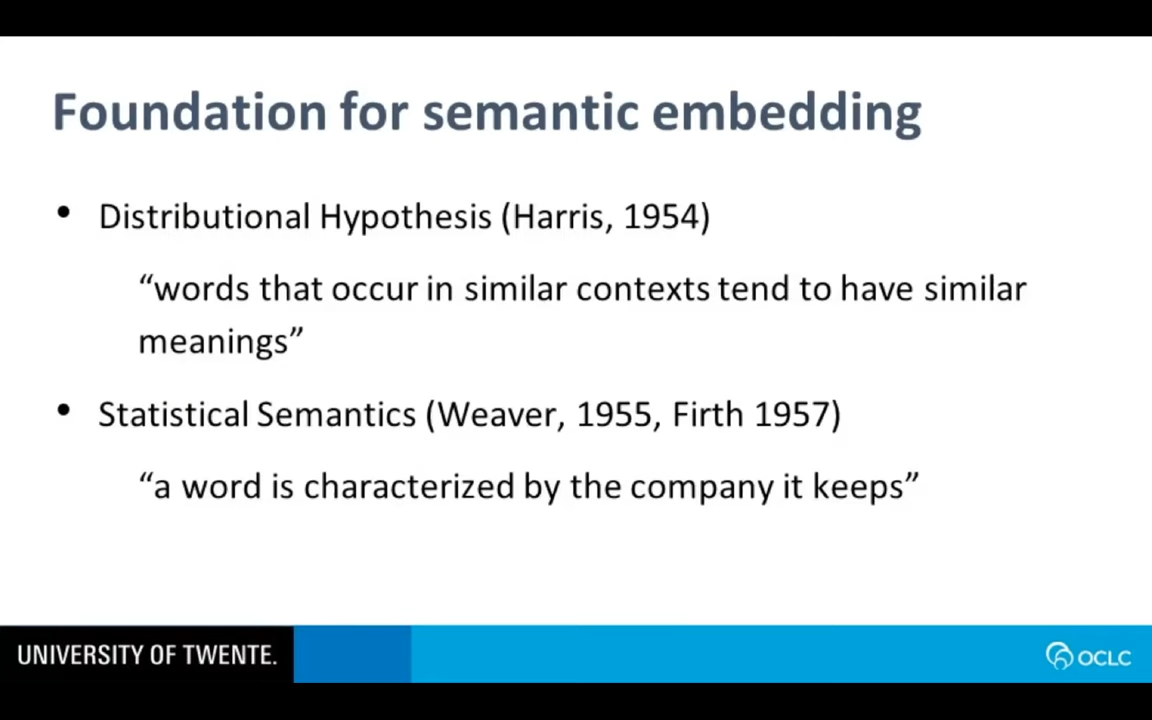 Foundation for semantic embedding
• Distributional Hypothesis (Harris, 1954)
“words that occur in similar contexts tend to have similar
meanings”
• Statistical Semantics (Weaver, 1955, Firth 1957)
“a word is characterized by the company it keeps”
UNIVERSITY OF TWENTE.
OCLC